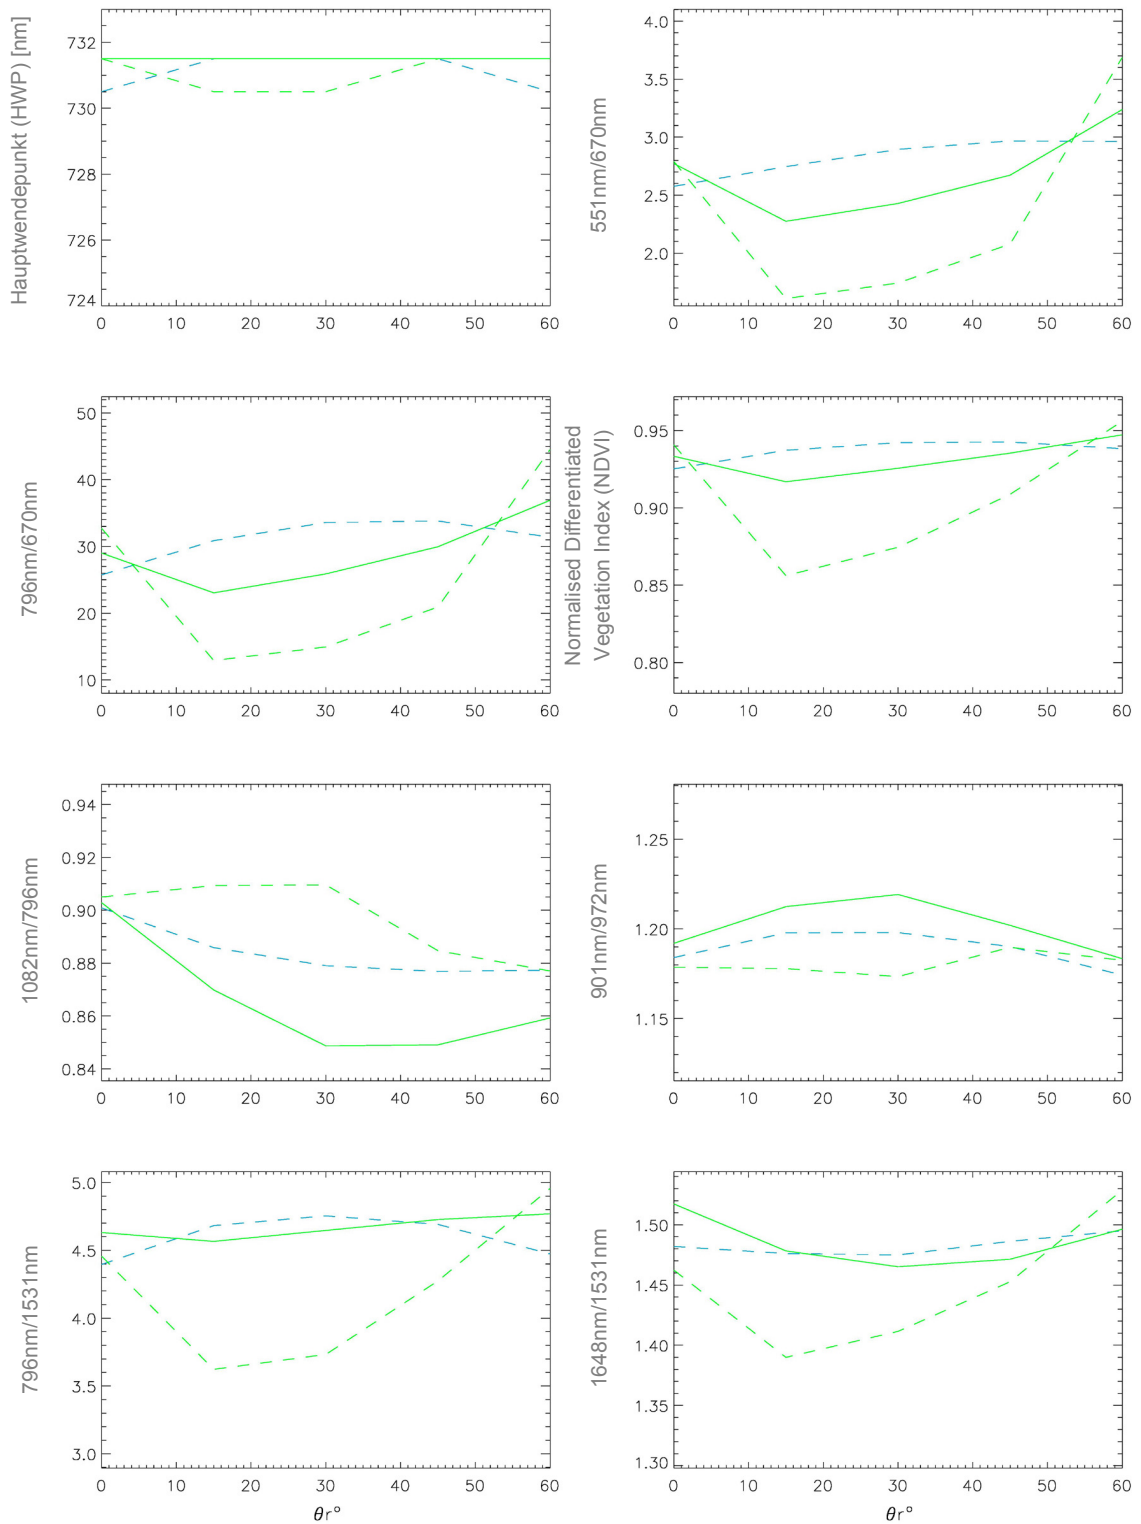 Hauptwendepunkt (HWP) [nm]
732
730
728
726
724
0 10 20 30 40 50 60
551nm/670nm
4.0
3.5
3.0
2.5
2.0
0 10 20 30 40 50 60
796nm/670nm
50
40
30
20
10
0 10 20 30 40 50 60
Normalised Differentiated
Vegetation Index (NDVI)
0.95
0.90
0.85
0.80
0 10 20 30 40 50 60
1082nm/796nm
0.94
0.92
0.90
0.88
0.86
0.84
0 10 20 30 40 50 60
901nm/972nm
1.25
1.20
1.15
0 10 20 30 40 50 60
796nm/1531nm
5.0
4.5
4.0
3.5
3.0
0 10 20 30 40 50 60
θr°
1648nm/1531nm
1.50
1.45
1.40
1.35
1.30
0 10 20 30 40 50 60
θr°